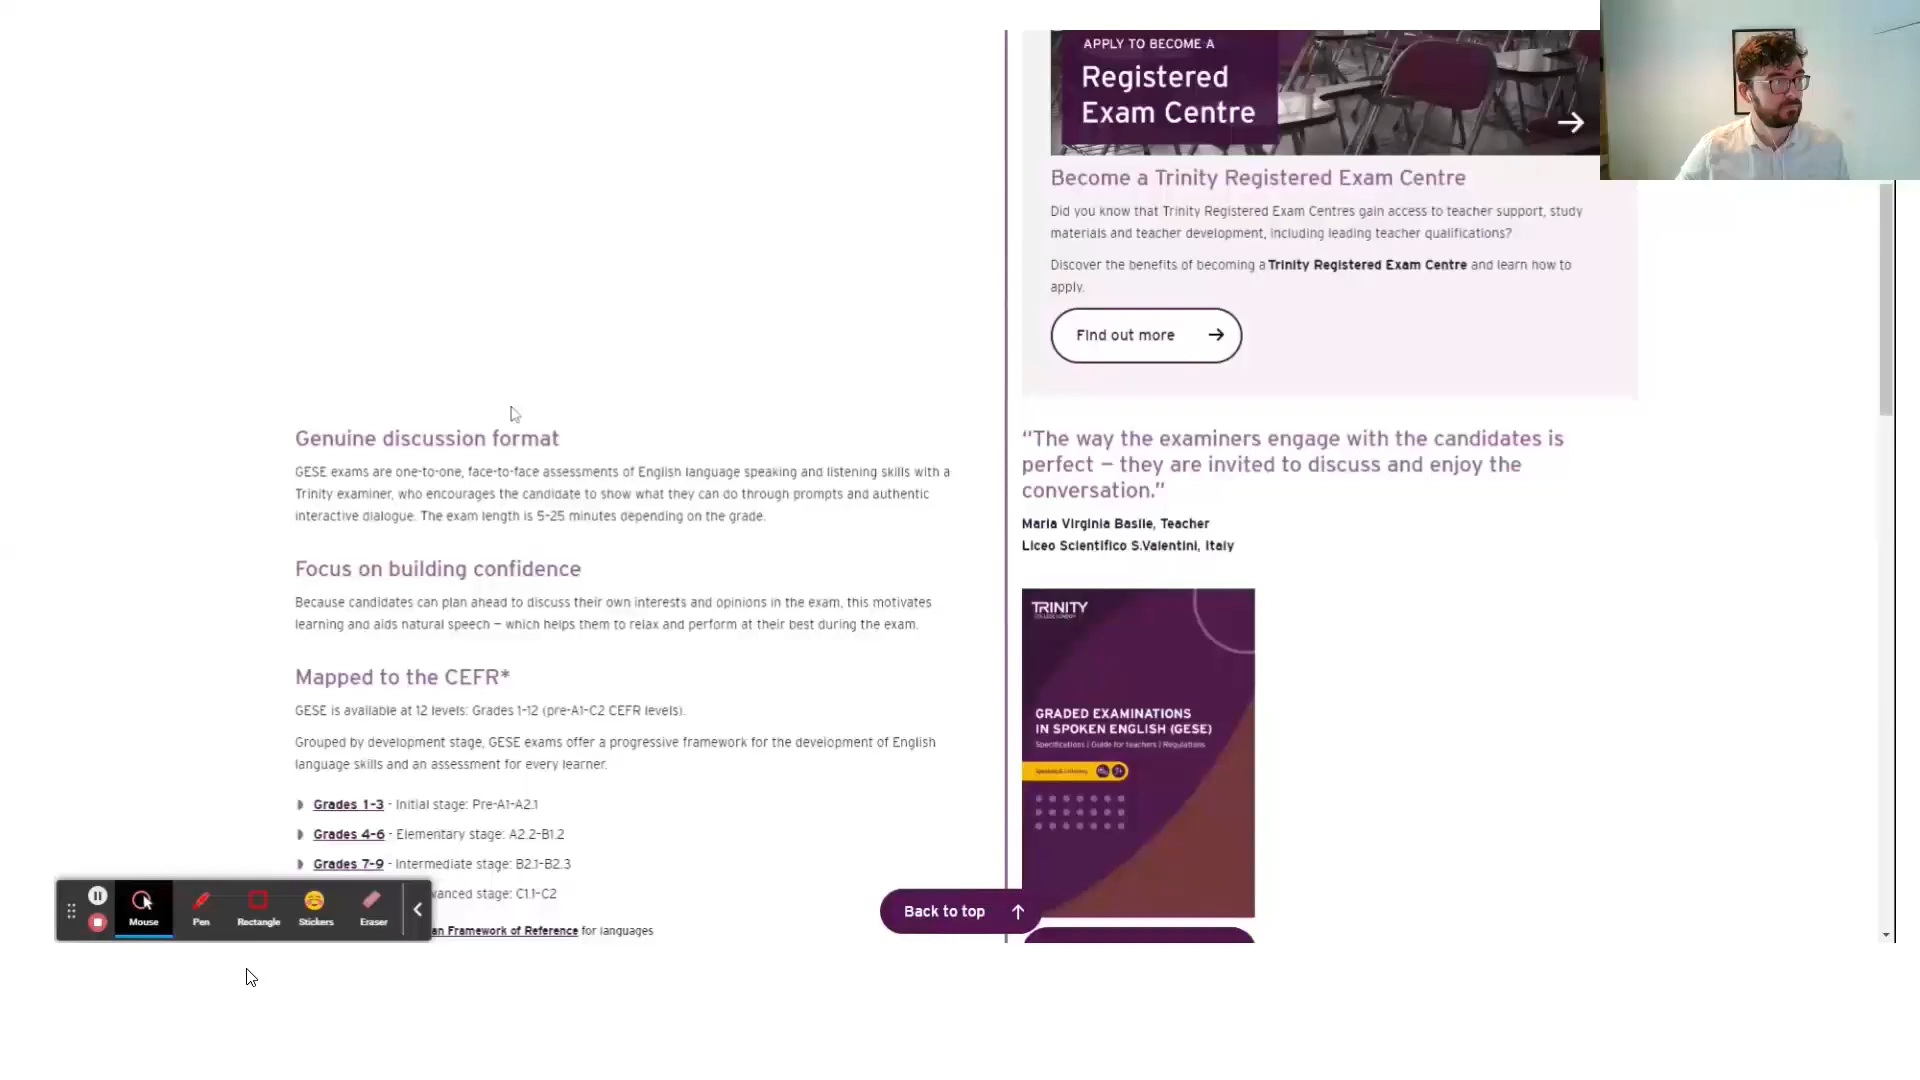 APPLY TO BECOME A
Registered
Exam Centre
Become a Trinity Registered Exam Centre
Did you know that Trinity Registered Exam Centres gain access to teacher support, study
materials and teacher development, including leading teacher qualifications?
Discover the benefits of becoming a Trinity Registered Exam Centre and learn how to
apply.
Find out more
Genuine discussion format
GESE exams are one-to-one, face-to-face assessments of English language speaking and listening skills with a
Trinity examiner, who encourages the candidate to show what they can do through prompts and authentic
interactive dialogue. The exam length is 5-25 minutes depending on the grade.
Focus on building confidence
Because candidates can plan ahead to discuss their own interests and opinions in the exam, this motivates
learning and aids natural speech – which helps them to relax and perform at their best during the exam.
Mapped to the CEFR*
GESE is available at 12 levels: Grades 1-12 (pre-A1-C2 CEFR levels).
Grouped by development stage, GESE exams offer a progressive framework for the development of English
language skills and an assessment for every learner.
Grades 1-3 - Initial stage: Pre-A1-A2.1
Grades 4-6 - Elementary stage: A2.2-B1.2
Grades 7-9 - Intermediate stage: B2.1-B2.3
vanced stage: C1.1-C2
an Framework of Reference for languages
“The way the examiners engage with the candidates is
perfect – they are invited to discuss and enjoy the
conversation.”
Maria Virginia Basile, Teacher
Liceo Scientifico S.Valentini, Italy
TRINITY
COLLEGE LONDON
GRADED EXAMINATIONS
IN SPOKEN ENGLISH (GESE)
Specifications | Guide for teachers | Regulations
Speaking & Listening
Back to top
Mouse
Pen
Rectangle
Stickers
Eraser